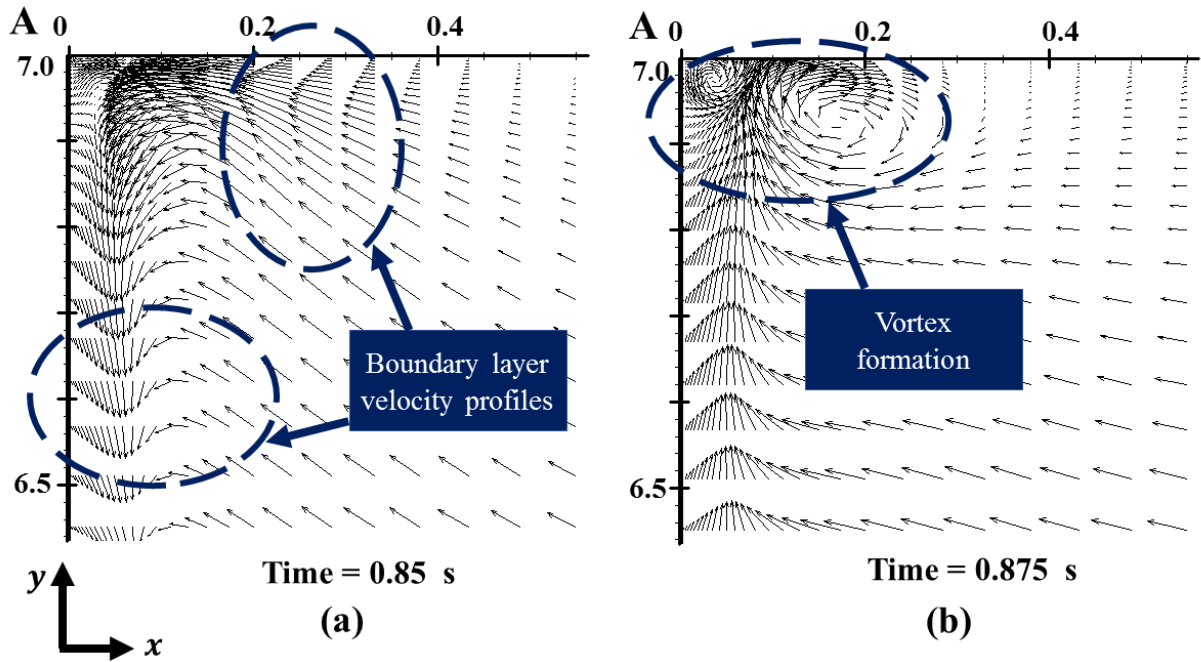 A 0 0.2 0.4
7.0
Boundary layer
velocity profiles
6.5
Time = 0.85 s
(a)
y
x
A 0 0.2 0.4
7.0
Vortex
formation
6.5
Time = 0.875 s
(b)